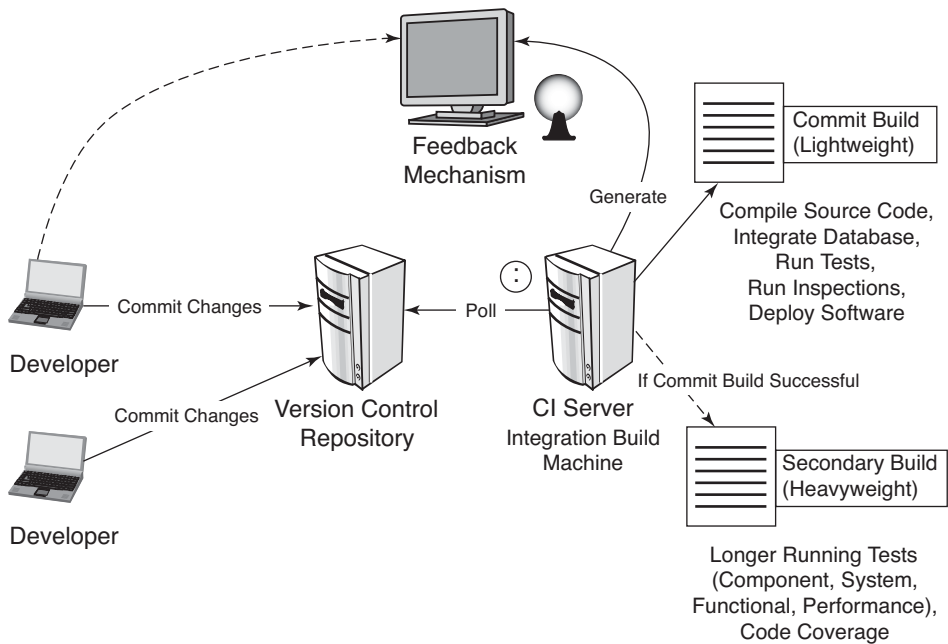 Feedback
Mechanism
Commit Build
(Lightweight)
Generate
Compile Source Code,
Integrate Database,
Run Tests,
Run Inspections,
Deploy Software
Commit Changes
:
Poll
Developer
If Commit Build Successful
Commit Changes
Version Control
Repository
CI Server
Integration Build
Machine
Secondary Build
(Heavyweight)
Developer
Longer Running Tests
(Component, System,
Functional, Performance),
Code Coverage